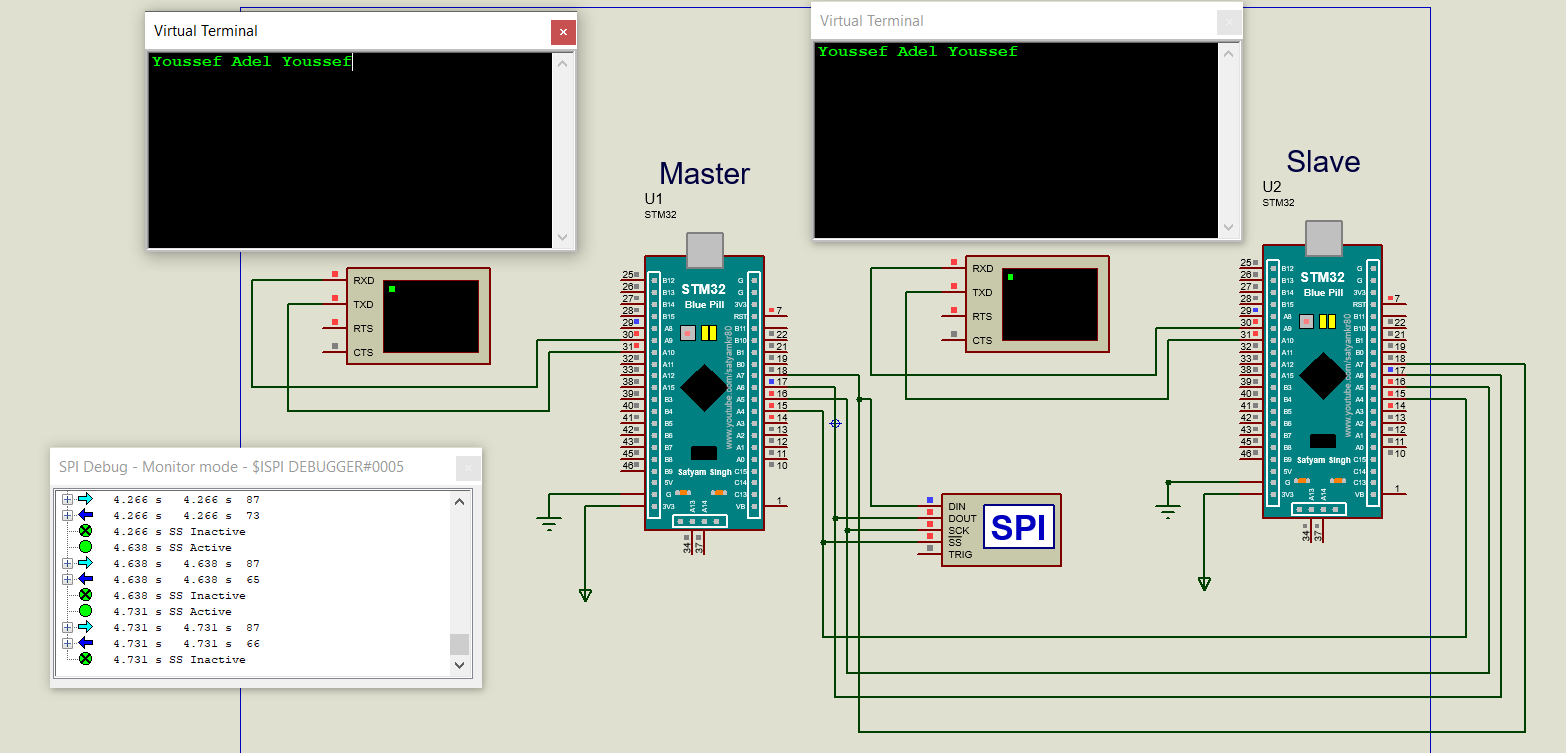 Virtual Terminal
Youssef Adel Youssef
Virtual Terminal
Youssef Adel Youssef
Master
U1
STM32
Slave
U2
STM32
RXD
TXD
RTS
CTS
25
26
27
28
29
30
31
32
33
38
39
40
41
42
43
45
46
B12
B13
B14
B15
A8
A9
A10
A11
A12
A15
B3
B4
B5
B6
B7
B8
B9
5V
G
3V3
STM32
Blue Pill
www.youtube.com/satyamkr80
Satyam Singh
A13
A14
34
37
G
G
3V3
RST
B11
B10
B1
B0
A7
A6
A5
A4
A3
A2
A1
A0
C15
C14
C13
VB
7
22
21
19
18
17
16
15
14
13
12
11
10
1
RXD
TXD
RTS
CTS
25
26
27
28
29
30
31
32
33
38
39
40
41
42
43
45
46
B12
B13
B14
B15
A8
A9
A10
A11
A12
A15
B3
B4
B5
B6
B7
B8
B9
5V
G
3V3
STM32
Blue Pill
www.youtube.com/satyamkr80
Satyam Singh
A13
A14
34
37
G
G
3V3
RST
B11
B10
B1
B0
A7
A6
A5
A4
A3
A2
A1
A0
C15
C14
C13
VB
7
22
21
19
18
17
16
15
14
13
12
11
10
1
SPI Debug - Monitor mode - $ISPI DEBUGGER#0005
4.266 s 4.266 s 87
4.266 s 4.266 s 73
4.266 s SS Inactive
4.638 s SS Active
4.638 s 4.638 s 87
4.638 s 4.638 s 65
4.638 s SS Inactive
4.731 s SS Active
4.731 s 4.731 s 87
4.731 s 4.731 s 66
4.731 s SS Inactive
DIN
DOUT
SCK
SS
TRIG
SPI